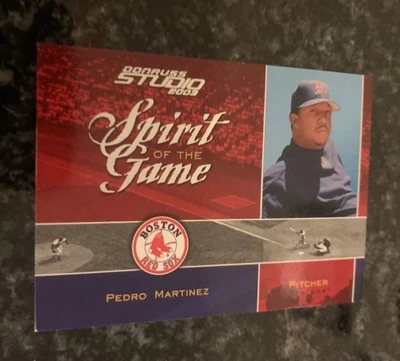 DONRUSS
STUDIO
2003
Spirit
OF THE
Game
BOSTON
RED SOX
PEDRO MARTINEZ
PITCHER